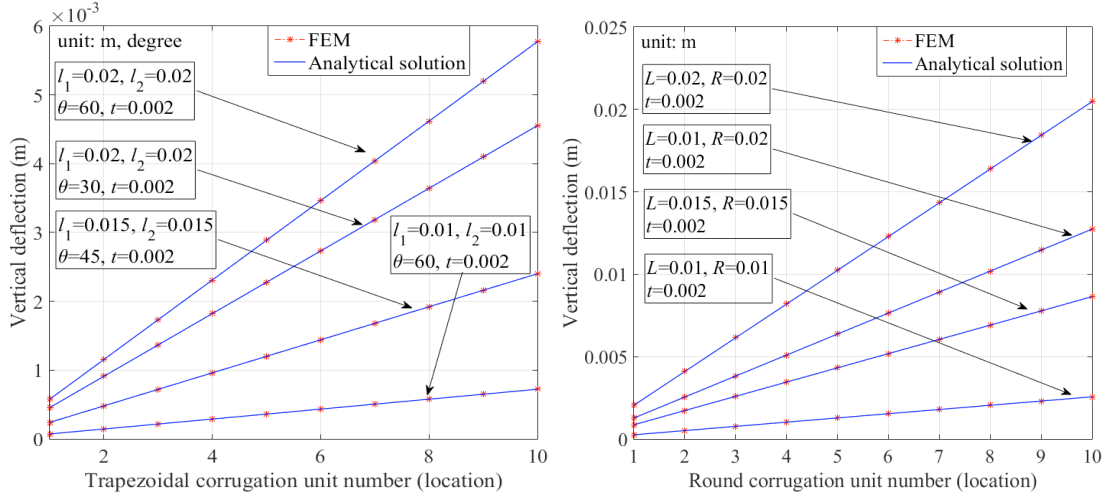 ×10⁻³
unit: m, degree
FEM
Analytical solution
l₁=0.02, l₂=0.02
θ=60, t=0.002
l₁=0.02, l₂=0.02
θ=30, t=0.002
l₁=0.015, l₂=0.015
θ=45, t=0.002
l₁=0.01, l₂=0.01
θ=60, t=0.002
Vertical deflection (m)
6
5
4
3
2
1
0
2 4 6 8 10
Trapezoidal corrugation unit number (location)
unit: m
FEM
Analytical solution
L=0.02, R=0.02
t=0.002
L=0.01, R=0.02
t=0.002
L=0.015, R=0.015
t=0.002
L=0.01, R=0.01
t=0.002
Vertical deflection (m)
0.025
0.02
0.015
0.01
0.005
0
1 2 3 4 5 6 7 8 9 10
Round corrugation unit number (location)